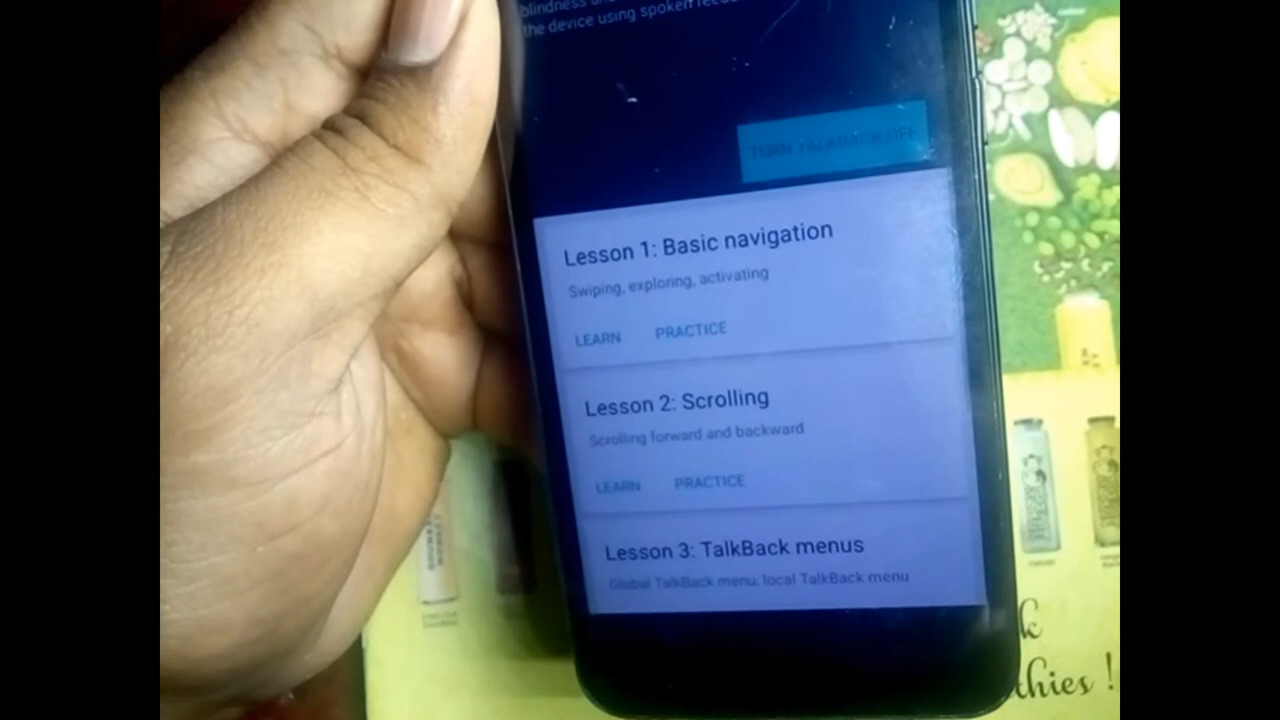 blindness
the device using spoken
TURN TALKBACK OFF
Lesson 1: Basic navigation
Swiping, exploring, activating
LEARN PRACTICE
Lesson 2: Scrolling
Scrolling forward and backward
LEARN PRACTICE
Lesson 3: TalkBack menus
Global TalkBack menu, local TalkBack menu